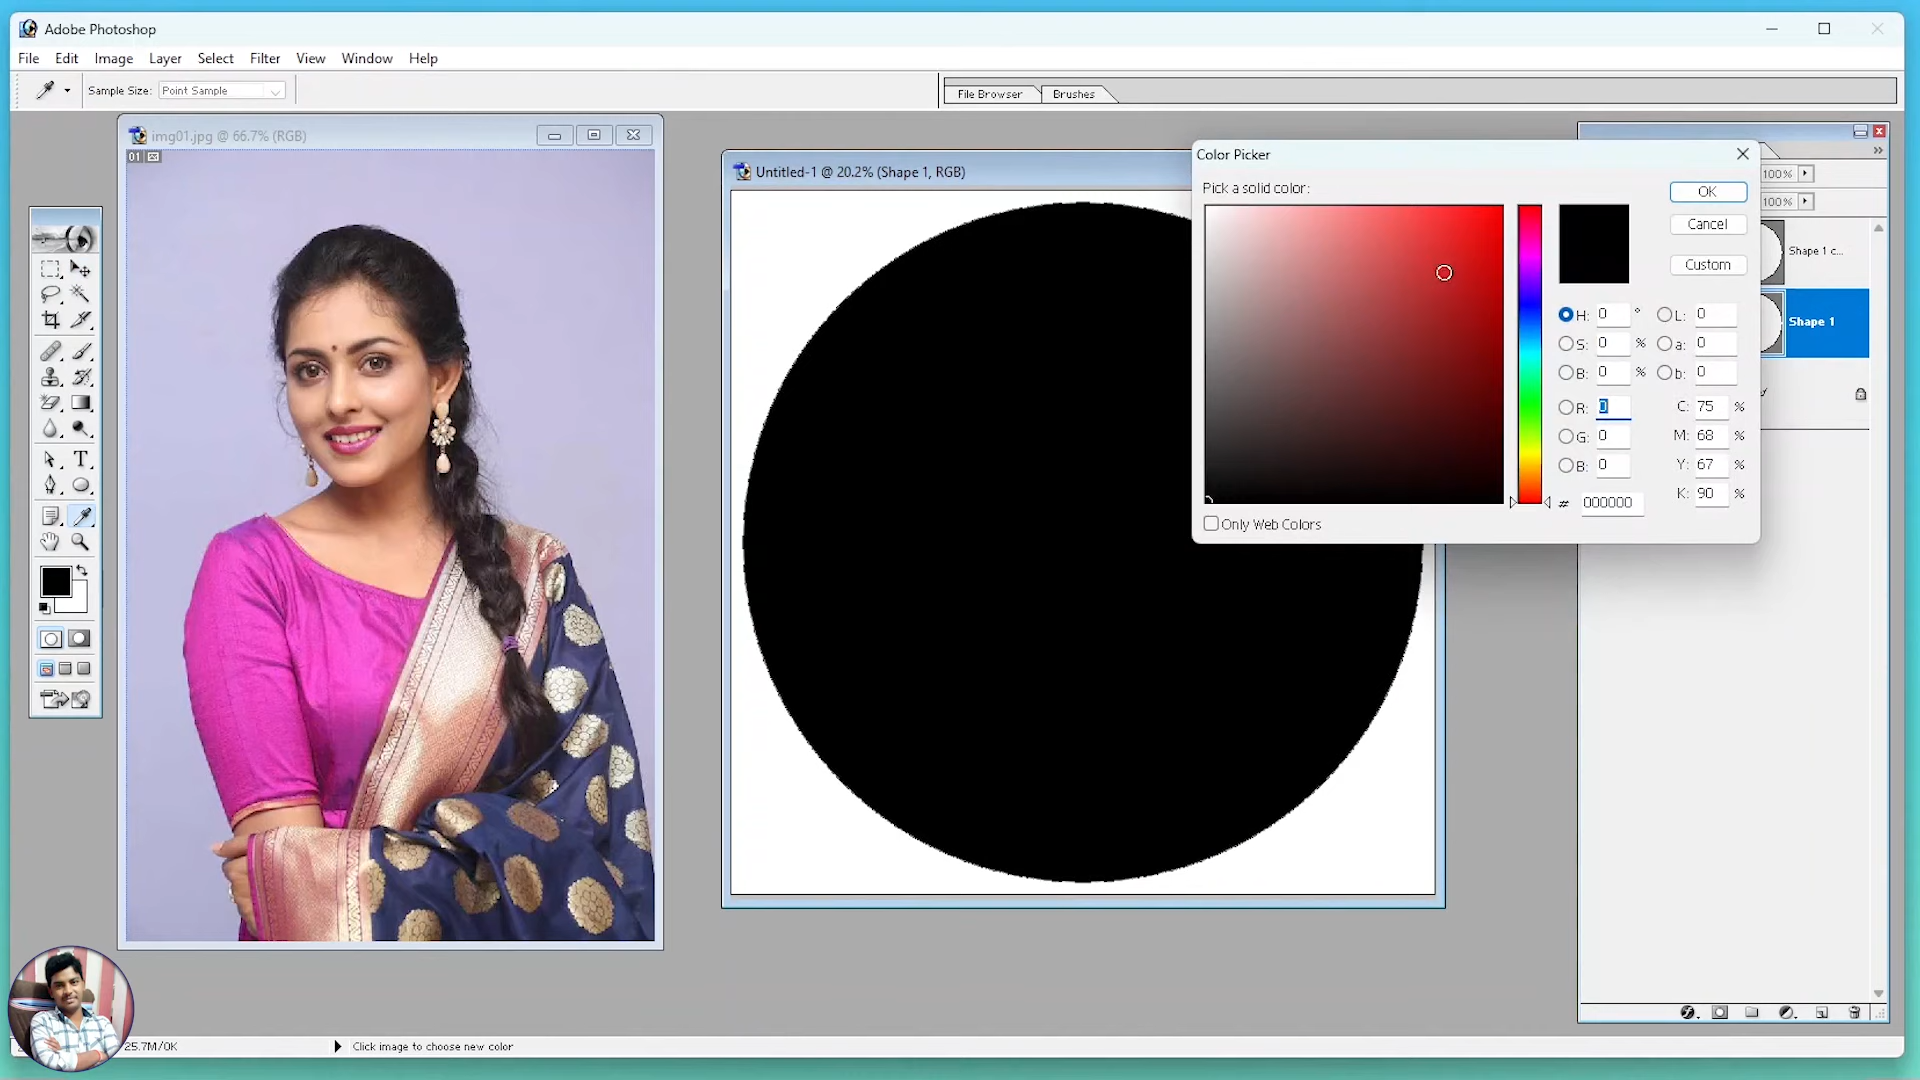 Adobe Photoshop
File Edit Image Layer Select Filter View Window Help
Sample Size: Point Sample
File Browser Brushes
img01.jpg @ 66.7% (RGB)
01
Untitled-1 @ 20.2% (Shape 1, RGB)
Color Picker
Pick a solid color:
OK
Cancel
Custom
H: 0 ° L: 0
S: 0 % a: 0
B: 0 % b: 0
R: 0 C: 75 %
G: 0 M: 68 %
B: 0 Y: 67 %
# 000000 K: 90 %
Only Web Colors
100%
100%
Shape 1 c...
Shape 1
T
25.7M/0K Click image to choose new color